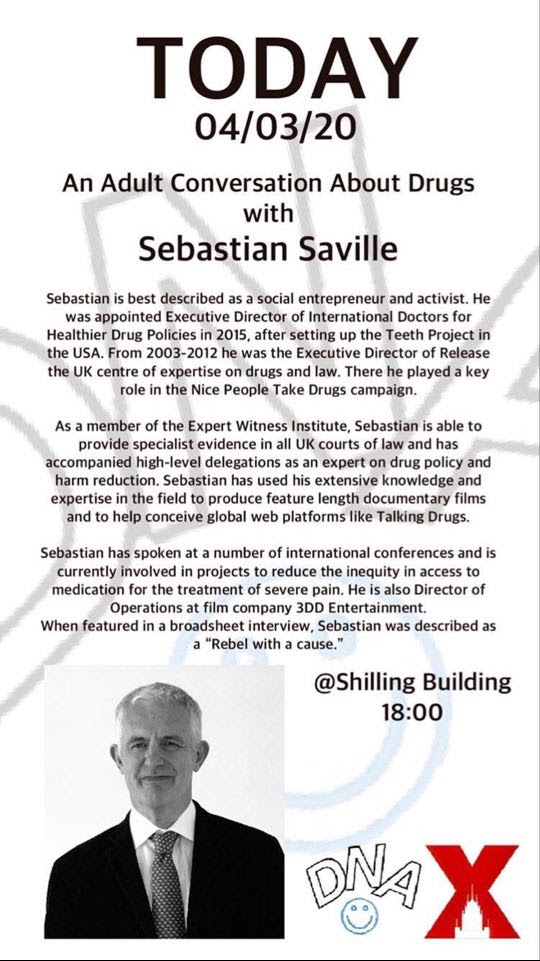 TODAY
04/03/20
An Adult Conversation About Drugs
with
Sebastian Saville
Sebastian is best described as a social entrepreneur and activist. He
was appointed Executive Director of International Doctors for
Healthier Drug Policies in 2015, after setting up the Teeth Project in
the USA. From 2003-2012 he was the Executive Director of Release
the UK centre of expertise on drugs and law. There he played a key
role in the Nice People Take Drugs campaign.
As a member of the Expert Witness Institute, Sebastian is able to
provide specialist evidence in all UK courts of law and has
accompanied high-level delegations as an expert on drug policy and
harm reduction. Sebastian has used his extensive knowledge and
expertise in the field to produce feature length documentary films
and to help conceive global web platforms like Talking Drugs.
Sebastian has spoken at a number of international conferences and is
currently involved in projects to reduce the inequity in access to
medication for the treatment of severe pain. He is also Director of
Operations at film company 3DD Entertainment.
When featured in a broadsheet interview, Sebastian was described as
a “Rebel with a cause.”
@Shilling Building
18:00
DNA
X